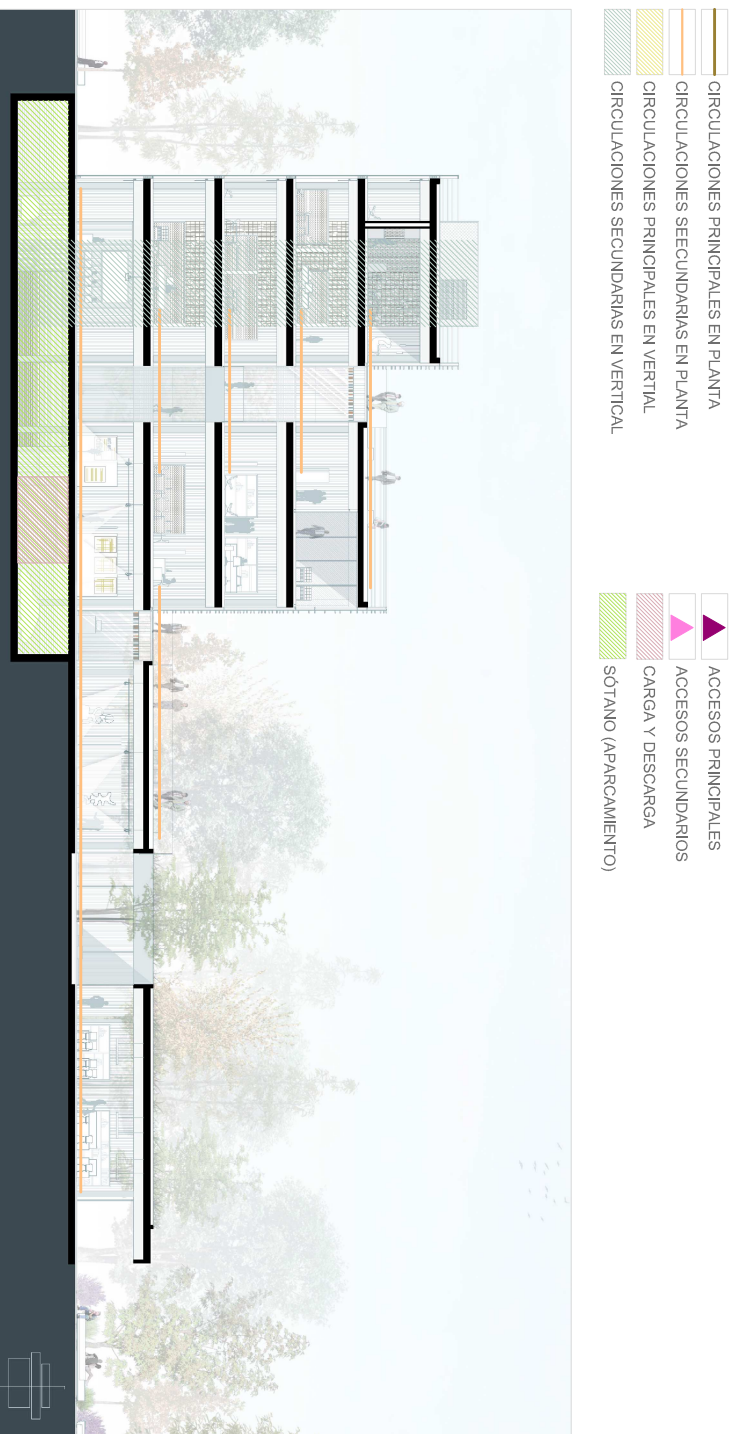 CIRCULACIONES PRINCIPALES EN PLANTA
CIRCULACIONES SEECUNDARIAS EN PLANTA
CIRCULACIONES PRINCIPALES EN VERTIAL
CIRCULACIONES SECUNDARIAS EN VERTICAL
ACCESOS PRINCIPALES
ACCESOS SECUNDARIOS
CARGA Y DESCARGA
SÓTANO (APARCAMIENTO)